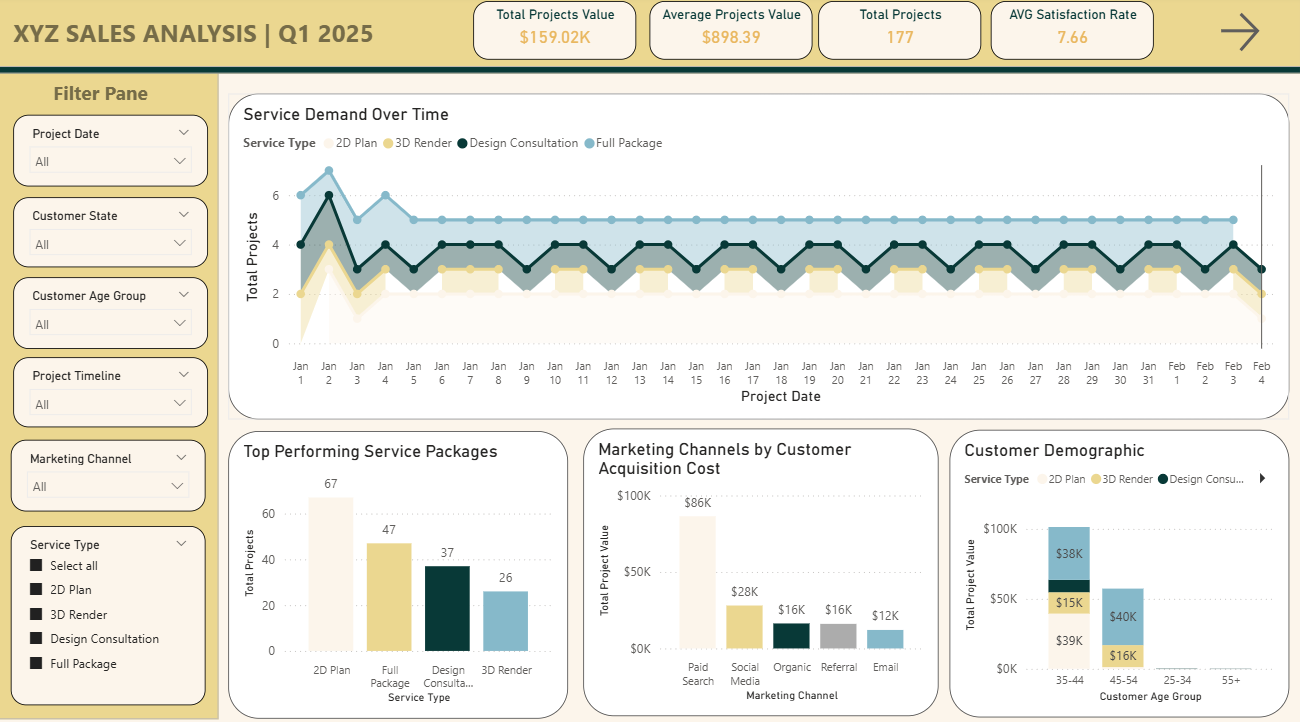 XYZ SALES ANALYSIS | Q1 2025
Total Projects Value
$159.02K
Average Projects Value
$898.39
Total Projects
177
AVG Satisfaction Rate
7.66
Filter Pane
Project Date
All
Customer State
All
Customer Age Group
All
Project Timeline
All
Marketing Channel
All
Service Type
Select all
2D Plan
3D Render
Design Consultation
Full Package
Service Demand Over Time
Service Type 2D Plan 3D Render Design Consultation Full Package
Total Projects
6
4
2
0
Jan Jan Jan Jan Jan Jan Jan Jan Jan Jan Jan Jan Jan Jan Jan Jan Jan Jan Jan Jan Jan Jan Jan Jan Jan Jan Jan Jan Jan Jan Jan Feb Feb Feb Feb
1 2 3 4 5 6 7 8 9 10 11 12 13 14 15 16 17 18 19 20 21 22 23 24 25 26 27 28 29 30 31 1 2 3 4
Project Date
Top Performing Service Packages
Total Projects
60
40
20
0
67
47
37
26
2D Plan
Full
Package
Design
Consulta...
3D Render
Service Type
Marketing Channels by Customer
Acquisition Cost
Total Project Value
$100K
$50K
$0K
$86K
$28K
$16K
$16K
$12K
Paid
Search
Social
Media
Organic
Referral
Email
Marketing Channel
Customer Demographic
Service Type 2D Plan 3D Render Design Consu...
Total Project Value
$100K
$50K
$0K
$38K
$15K
$39K
$40K
$16K
35-44
45-54
25-34
55+
Customer Age Group